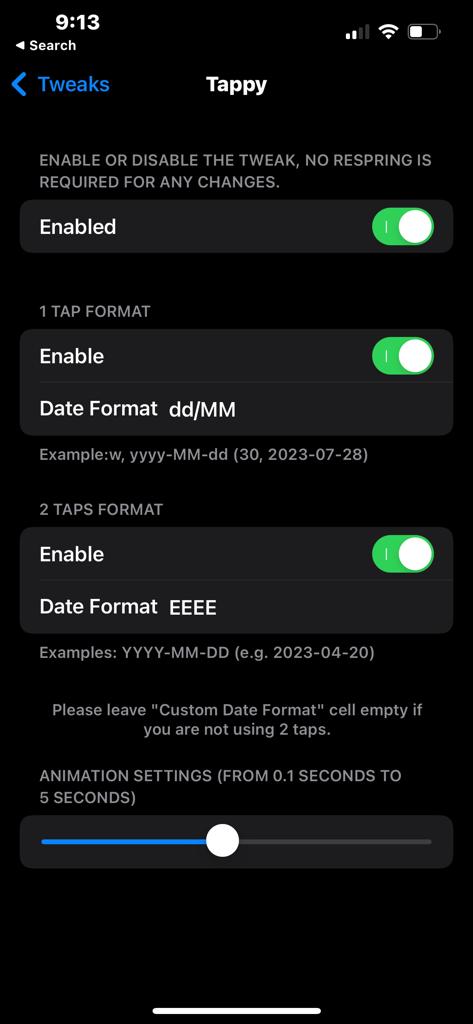 9:13
◀ Search
Tweaks
Tappy
ENABLE OR DISABLE THE TWEAK, NO RESPRING IS
REQUIRED FOR ANY CHANGES.
Enabled
1 TAP FORMAT
Enable
Date Format dd/MM
Example:w, yyyy-MM-dd (30, 2023-07-28)
2 TAPS FORMAT
Enable
Date Format EEEE
Examples: YYYY-MM-DD (e.g. 2023-04-20)
Please leave "Custom Date Format" cell empty if
you are not using 2 taps.
ANIMATION SETTINGS (FROM 0.1 SECONDS TO
5 SECONDS)